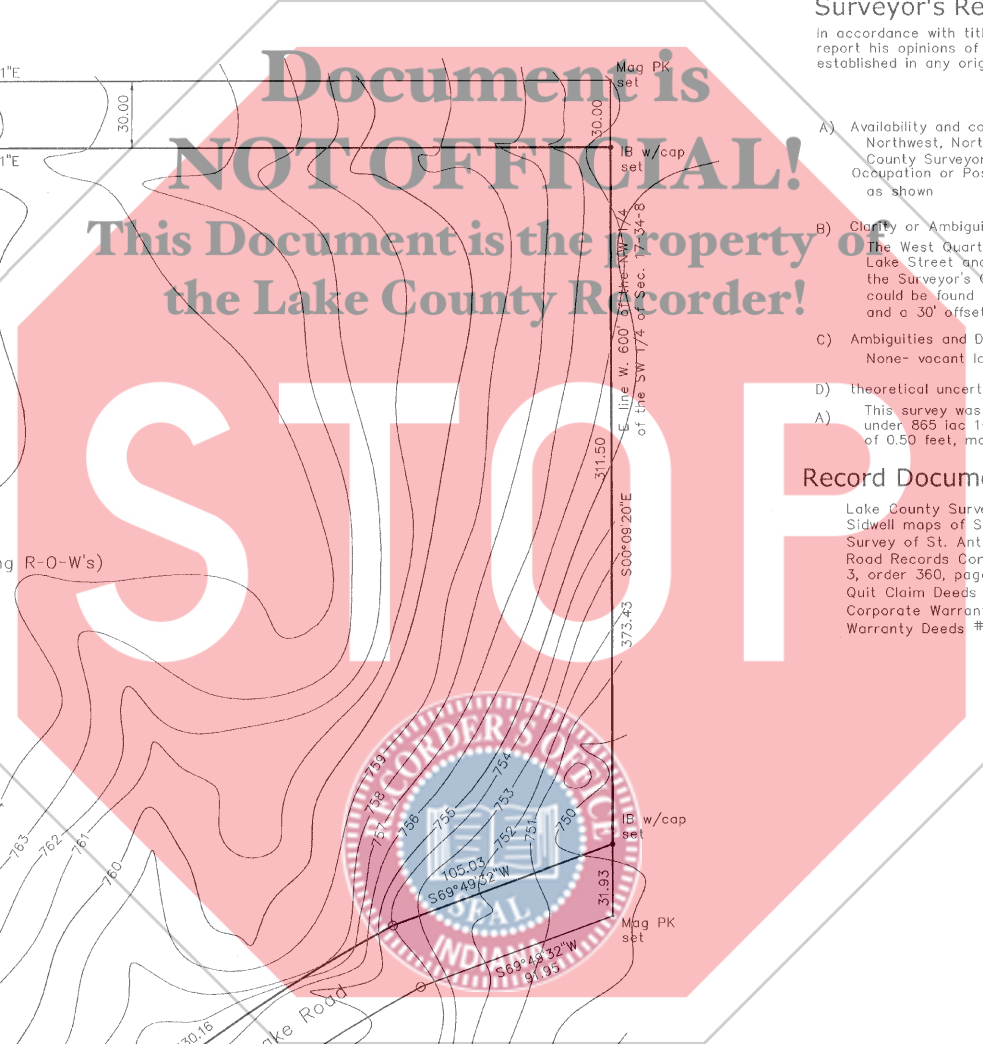 Surveyor's Re
In accordance with titl
report his opinions of
established in any orig
A) Availability and co
Northwest, Nort
County Surveyor
Occupation or Pos
as shown
B) Clarity or Ambigui
The West Quart
Lake Street and
the Surveyor's C
could be found
and a 30' offset
C) Ambiguities and D
None- vacant lo
D) theoretical uncert
A) This survey was
under 865 iac 1-
of 0.50 feet, ma
Record Docum
Lake County Surve
Sidwell maps of S
Survey of St. Ant
Road Records Cor
3, order 360, page
Quit Claim Deeds
Corporate Warrant
Warranty Deeds #
Document is
NOT OFFICIAL!
This Document is the property of
the Lake County Recorder!
STOP
1"E
1"E
30.00
30.00
Mag PK
set
IB w/cap
set
E line W. 600' of the NW 1/4
of the SW 1/4 of Sec. 17-34-8
311.50
373.43 S00°09'20"E
ng R-O-W's)
RECORDER'S OFFICE
SEAL
INDIANA
763
762
761
760
759
758
757
756
755
754
753
752
751
750
IB w/cap
set
105.03
S69°49'32"W
31.93
Mag PK
set
S69°49'32"W
91.95
30.16
ake Road